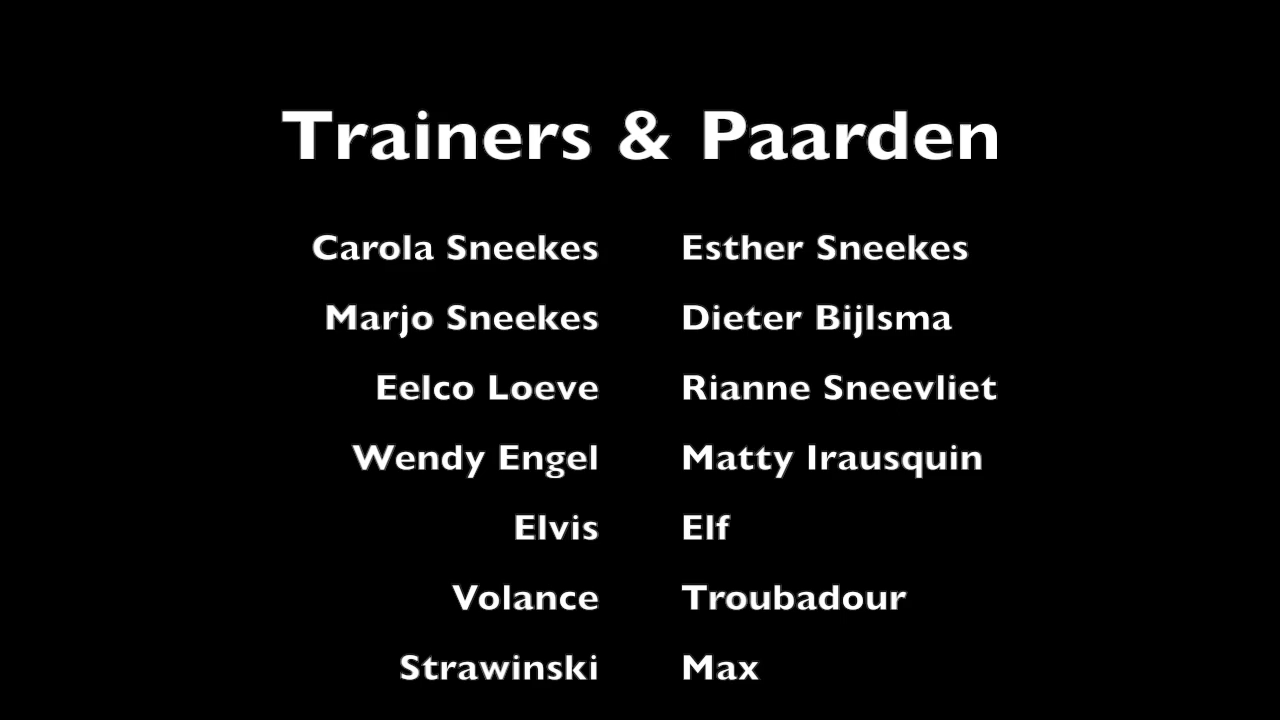 Trainers & Paarden
Carola Sneekes Esther Sneekes
Marjo Sneekes Dieter Bijlsma
Eelco Loeve Rianne Sneevliet
Wendy Engel Matty Irausquin
Elvis Elf
Volance Troubadour
Strawinski Max